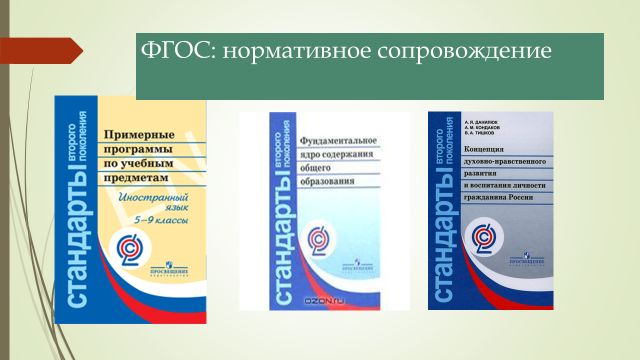 ФГОС: нормативное сопровождение
стандарты
второго
поколения
Примерные
программы
по учебным
предметам
Иностранный
язык
5–9 классы
ПРОСВЕЩЕНИЕ
ИЗДАТЕЛЬСТВО
стандарты
второго
поколения
Фундаментальное
ядро содержания
общего
образования
ПРОСВЕЩЕНИЕ
OZON.RU
стандарты
второго
поколения
А. Я. ДАНИЛЮК
А. М. КОНДАКОВ
В. А. ТИШКОВ
Концепция
духовно-нравственного
развития
и воспитания личности
гражданина России
ПРОСВЕЩЕНИЕ